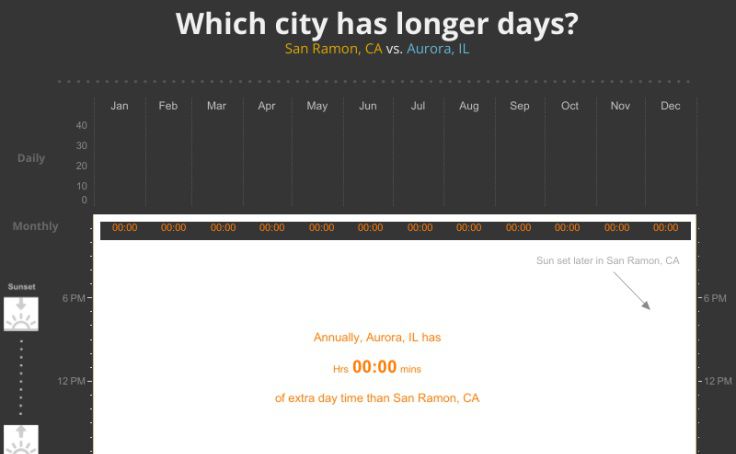 Which city has longer days?
San Ramon, CA vs. Aurora, IL
Jan Feb Mar Apr May Jun Jul Aug Sep Oct Nov Dec
40
Daily
30
20
10
0
Monthly
00:00 00:00 00:00 00:00 00:00 00:00 00:00 00:00 00:00 00:00 00:00 00:00
Sun set later in San Ramon, CA
Sunset
6 PM 6 PM
Annually, Aurora, IL has
Hrs 00:00 mins
12 PM 12 PM
of extra day time than San Ramon, CA